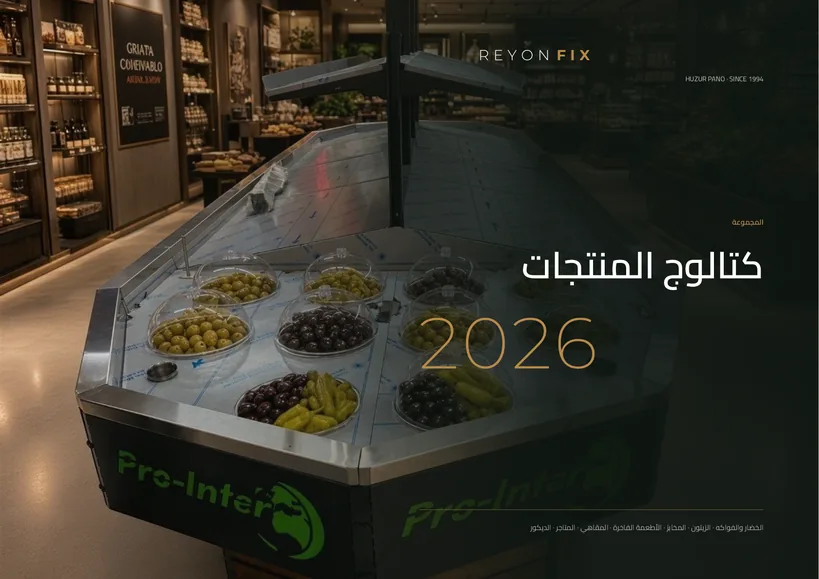 REYON FIX
HUZUR PANO · SINCE 1994
GRIATA
COHEIVABLO
المجموعة
كتالوج المنتجات
2026
Pro-Inter
Pro-Inter
الخضار والفواكه · الزيتون · المخابز · الأطعمة الفاخرة · المقاهي · المتاجر · الديكور